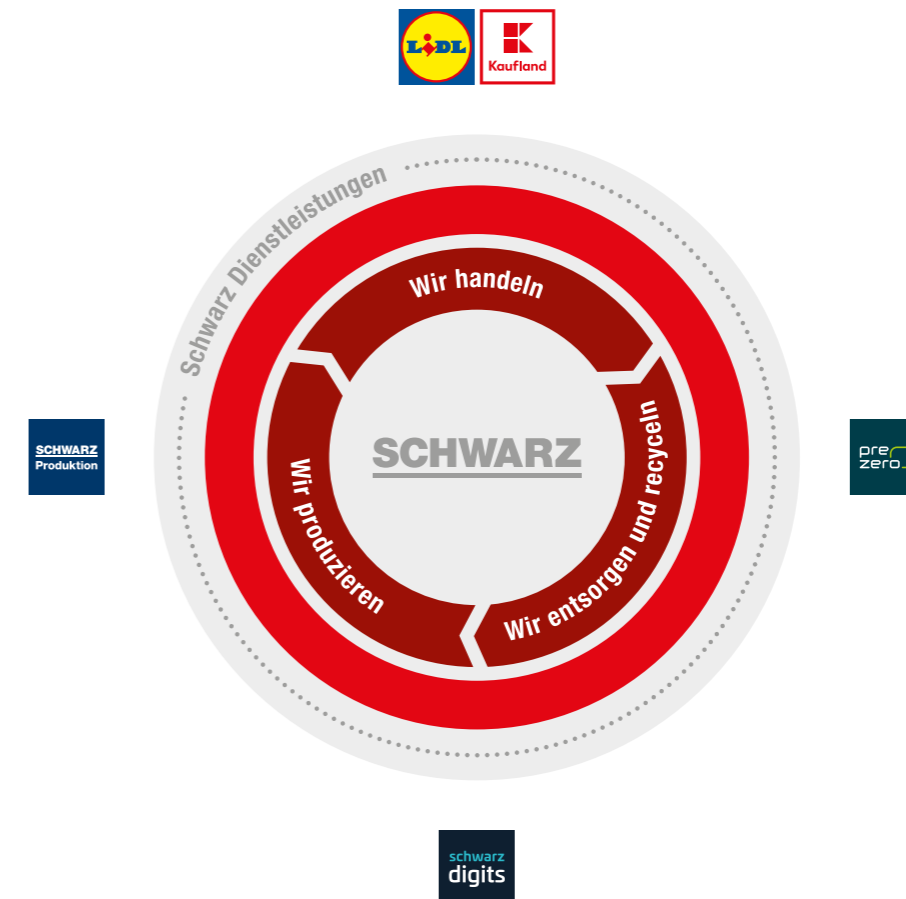 LIDL
Kaufland
Schwarz Dienstleistungen
Wir handeln
SCHWARZ
Produktion
SCHWARZ
Wir produzieren
Wir entsorgen und recyceln
pre
zero
schwarz
digits